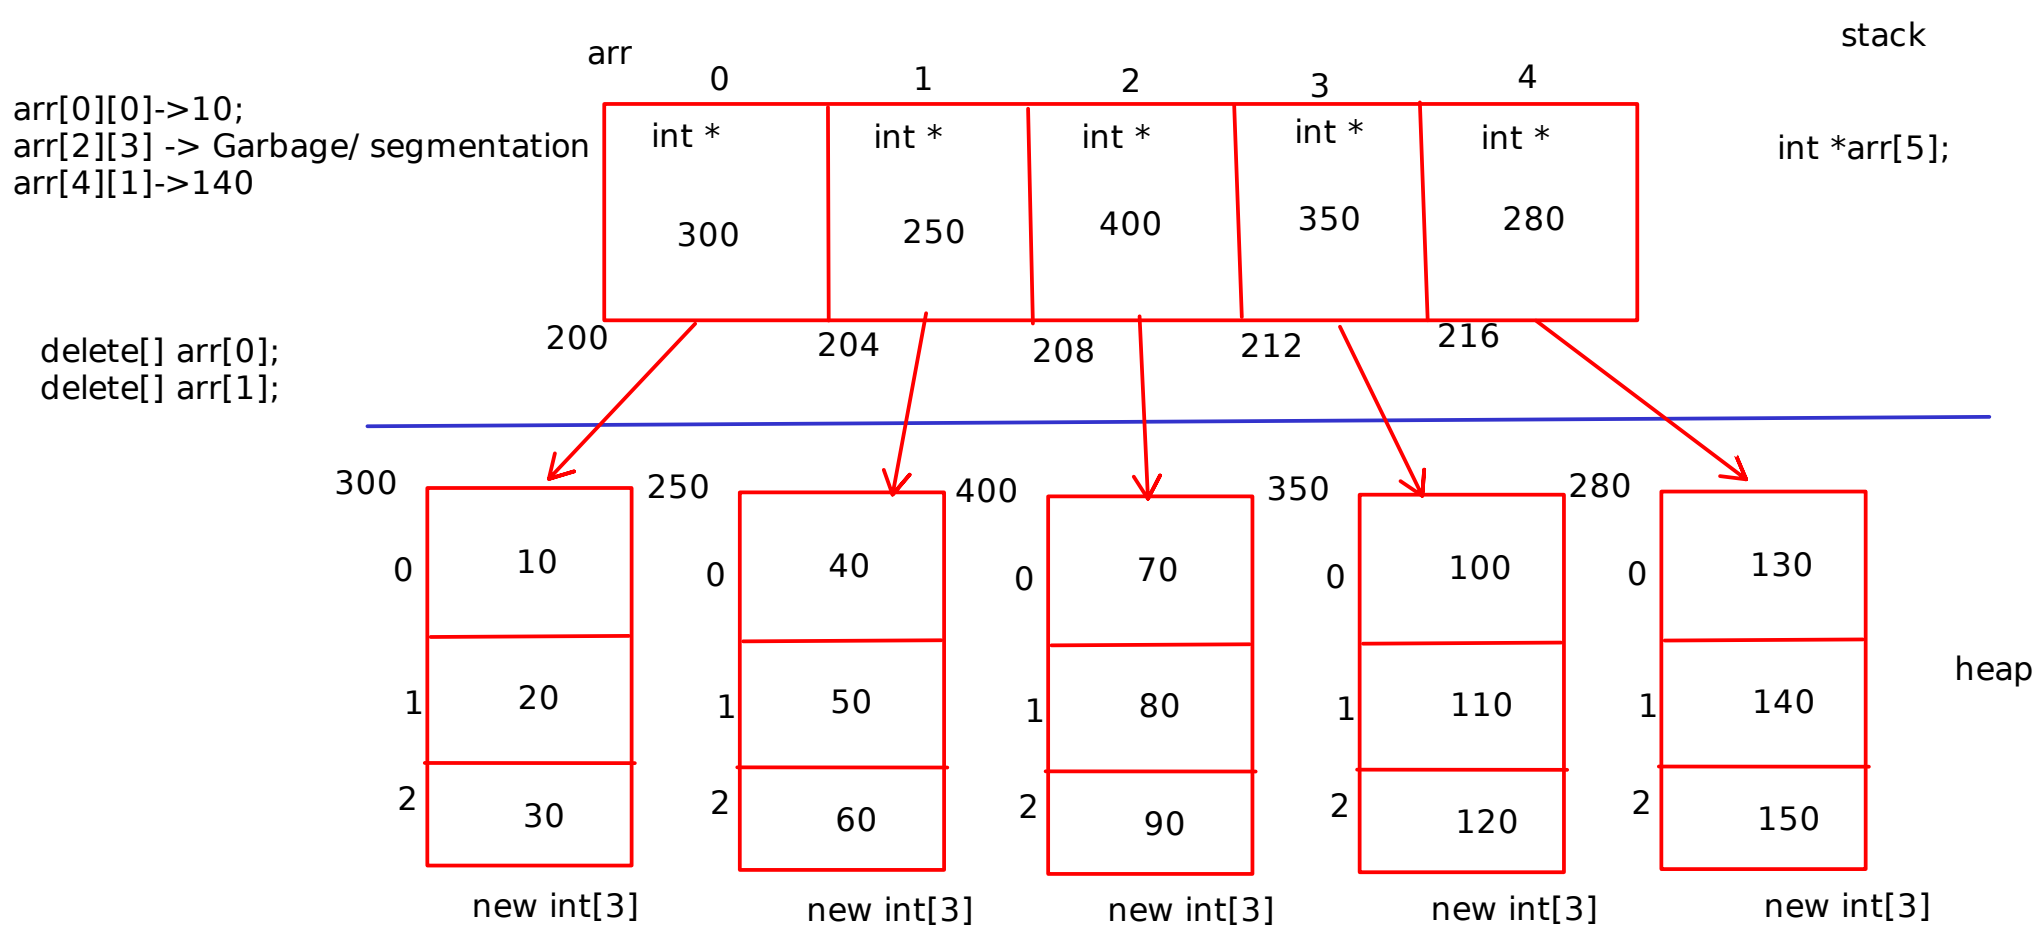 stack
arr
0 1 2 3 4
arr[0][0]->10;
arr[2][3] -> Garbage/ segmentation
arr[4][1]->140
int * int * int * int * int *
int *arr[5];
300 250 400 350 280
200 204 208 212 216
delete[] arr[0];
delete[] arr[1];
300 250 400 350 280
0 10 0 40 0 70 0 100 0 130
heap
1 20 1 50 1 80 1 110 1 140
2 30 2 60 2 90 2 120 2 150
new int[3] new int[3] new int[3] new int[3] new int[3]